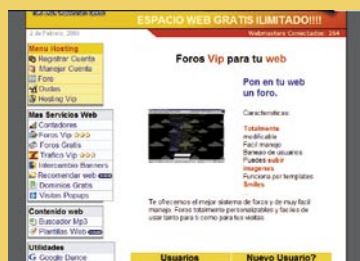 ESPACIO WEB GRATIS ILIMITADO!!!!
2 de Febrero, 2005
Webmasters Conectados: 264
Menu Hosting
Registrar Cuenta
Manejar Cuenta
Foro
Dudas
Hosting Vip
Mas Servicios Web
Contadores
Foros Vip >>>
Foros Gratis
Trafico Vip >>>
Intercambio Banners
Recomendar web
Dominios Gratis
Visitas Popups
Contenido web
Buscador Mp3
Plantillas Web
Utilidades
Google Dance
Foros Vip para tu web
Pon en tu web
un foro.
Caracteristicas:
Totalmente
modificable
Facil manejo
Baneao de usuarios
Puedes subir
imagenes
Funciona por templates
Smiles
Te ofrecemos el mejor sistema de foros y de muy facil
manejo. Foros totalmente personalizables y faciles de
usar tanto para ti como para tus visitas.
Usuarios
Nuevo Usuario?